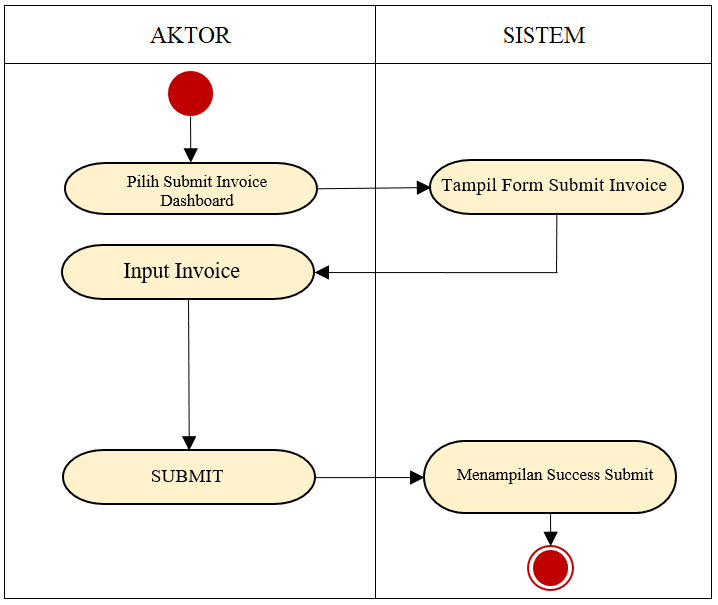 AKTOR
SISTEM
Pilih Submit Invoice
Dashboard
Tampil Form Submit Invoice
Input Invoice
SUBMIT
Menampilan Success Submit